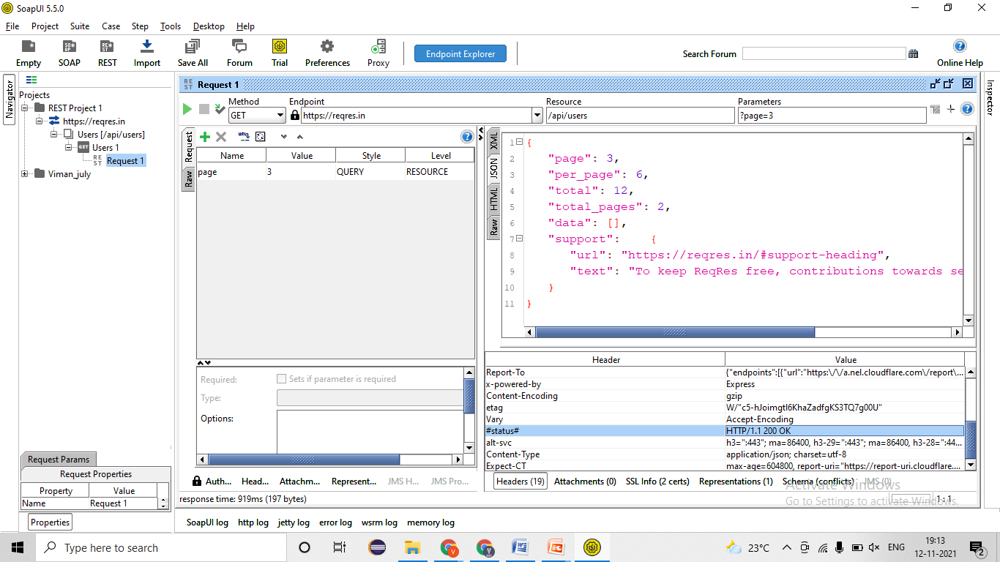 SoapUI 5.5.0
File Project Suite Case Step Tools Desktop Help
Empty SOAP REST Import Save All Forum Trial Preferences Proxy Endpoint Explorer Search Forum Online Help
Navigator
Projects
REST Project 1
https://reqres.in
Users [/api/users]
GET Users 1
REST Request 1
Viman_july
Request Params
Request Properties
Property Value
Name Request 1
Properties
REST Request 1
Method Endpoint Resource Parameters
GET https://reqres.in /api/users ?page=3
Request
Raw
Name Value Style Level
page 3 QUERY RESOURCE
Required: Sets if parameter is required
Type:
Options:
Auth... Head... Attachm... Represent... JMS H... JMS Pro...
response time: 919ms (197 bytes)
XML
JSON
HTML
Raw
1 {
2 "page": 3,
3 "per_page": 6,
4 "total": 12,
5 "total_pages": 2,
6 "data": [],
7 "support": {
8 "url": "https://reqres.in/#support-heading",
9 "text": "To keep ReqRes free, contributions towards se
10 }
11 }
Header Value
Report-To {"endpoints":[{"url":"https:\/\/a.nel.cloudflare.com\/report\...
x-powered-by Express
Content-Encoding gzip
etag W/"c5-hJoimgtl6KhaZadfgKS3TQ7g00U"
Vary Accept-Encoding
#status# HTTP/1.1 200 OK
alt-svc h3=":443"; ma=86400, h3-29=":443"; ma=86400, h3-28=":44...
Content-Type application/json; charset=utf-8
Expect-CT max-age=604800, report-uri="https://report-uri.cloudflare....
Headers (19) Attachments (0) SSL Info (2 certs) Representations (1) Schema (conflicts) JMS (0)
1 : 1
Activate Windows
Go to Settings to activate Windows.
Inspector
SoapUI log http log jetty log error log wsrm log memory log
Type here to search
23°C ENG 19:13
12-11-2021
2